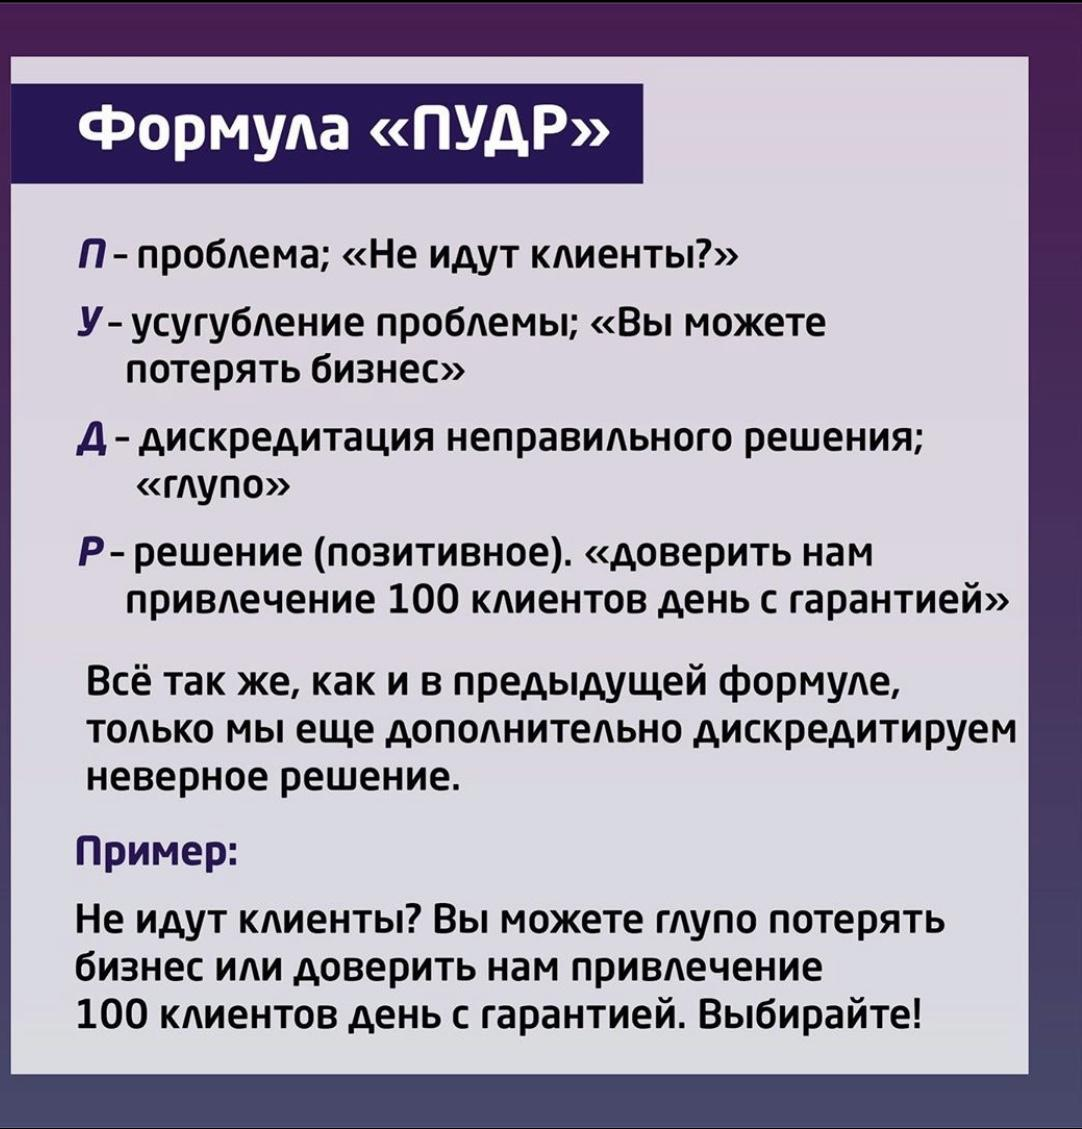 Формула «ПУДР»
П – проблема; «Не идут клиенты?»
У – усугубление проблемы; «Вы можете
потерять бизнес»
Д – дискредитация неправильного решения;
«глупо»
Р – решение (позитивное). «доверить нам
привлечение 100 клиентов день с гарантией»
Всё так же, как и в предыдущей формуле,
только мы еще дополнительно дискредитируем
неверное решение.
Пример:
Не идут клиенты? Вы можете глупо потерять
бизнес или доверить нам привлечение
100 клиентов день с гарантией. Выбирайте!